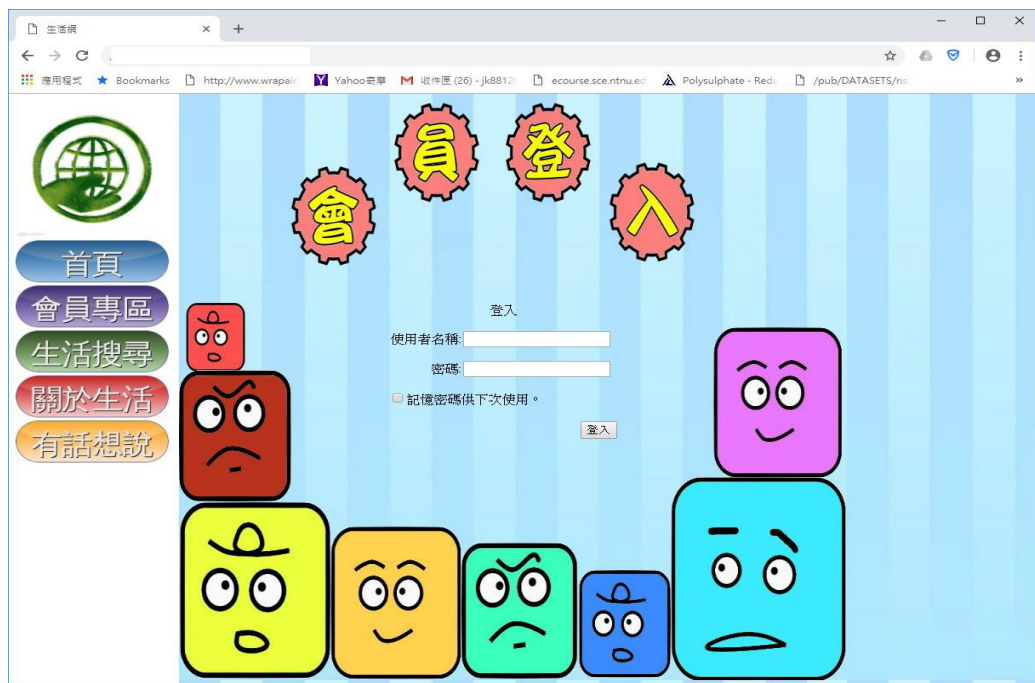 生活網
應用程式 Bookmarks http://www.wrapair Yahoo奇摩 收件匣 (26) - jk8812 ecourse.sce.ntnu.ed Polysulphate - Redu /pub/DATASETS/ns
會員登入
首頁
會員專區
生活搜尋
關於生活
有話想說
登入
使用者名稱:
密碼:
記憶密碼供下次使用。
登入